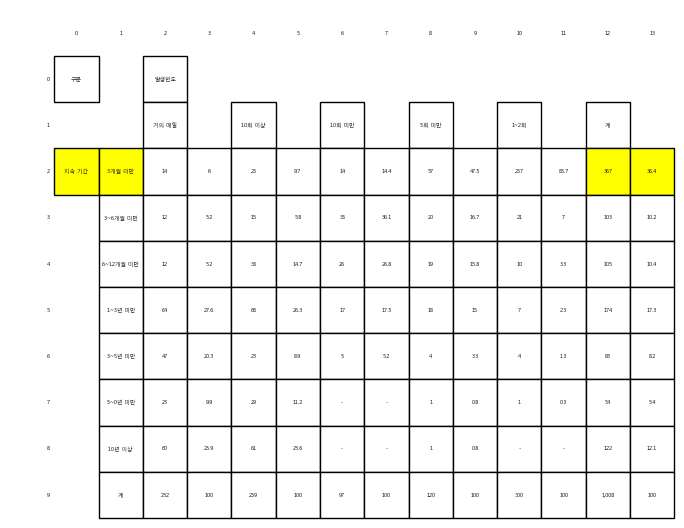 0 1 2 3 4 5 6 7 8 9 10 11 12 13
0 구분 발생빈도
1 거의 매일 10회 이상 10회 미만 5회 미만 1~2회 계
2 지속 기간 3개월 미만 14 6 25 9.7 14 14.4 57 47.5 257 85.7 367 36.4
3 3~6개월 미만 12 5.2 15 5.8 35 36.1 20 16.7 21 7 103 10.2
4 6~12개월 미만 12 5.2 38 14.7 26 26.8 19 15.8 10 3.3 105 10.4
5 1~3년 미만 64 27.6 68 26.3 17 17.5 18 15 7 2.3 174 17.3
6 3~5년 미만 47 20.3 23 8.9 5 5.2 4 3.3 4 1.3 83 8.2
7 23 9.9 29 11.2 - - 1 0.8 1 0.3 54 5.4
8 10년 이상 60 25.9 61 23.6 - - 1 0.8 - - 122 12.1
9 계 232 100 259 100 97 100 120 100 300 100 1,008 100